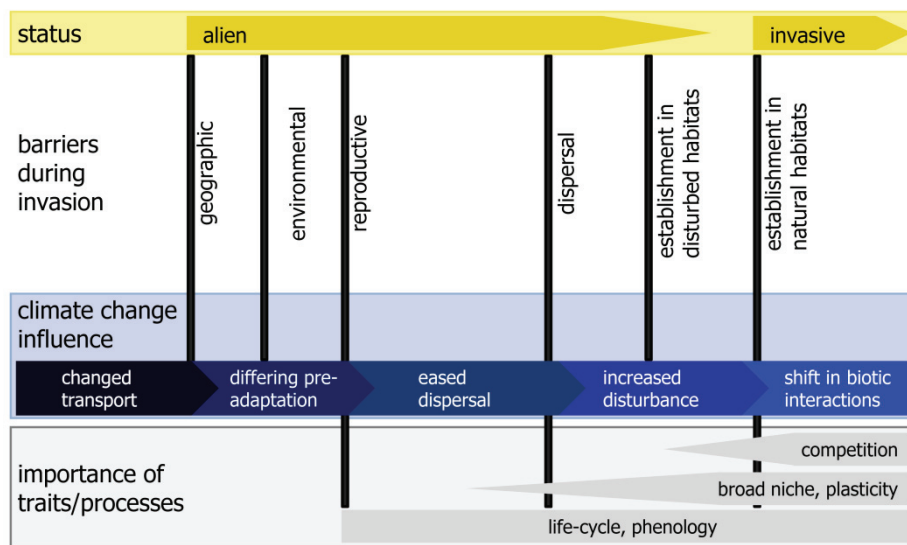 status
alien
invasive
barriers
during
invasion
geographic
environmental
reproductive
dispersal
establishment in
disturbed habitats
establishment in
natural habitats
climate change
influence
changed
transport
differing pre-
adaptation
eased
dispersal
increased
disturbance
shift in biotic
interactions
importance of
traits/processes
competition
broad niche, plasticity
life-cycle, phenology